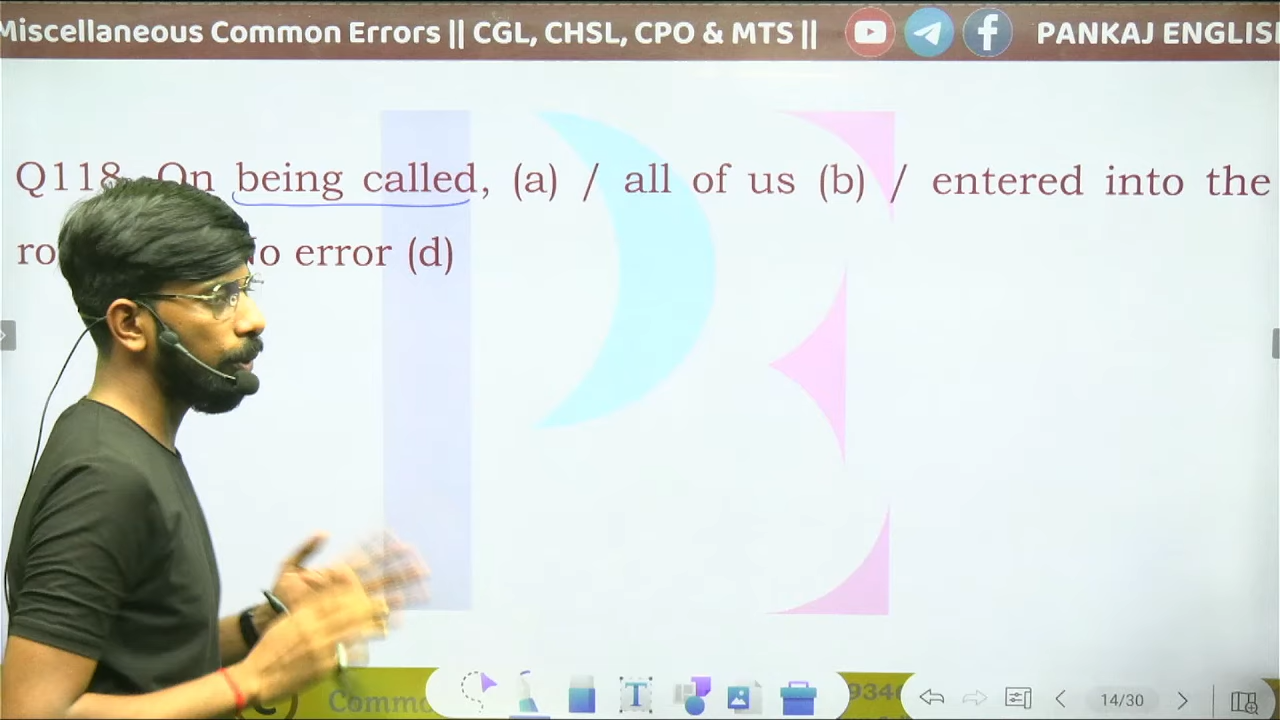 Miscellaneous Common Errors || CGL, CHSL, CPO & MTS ||
PANKAJ ENGLIS
Q118. On being called, (a) / all of us (b) / entered into the
error (d)
14/30